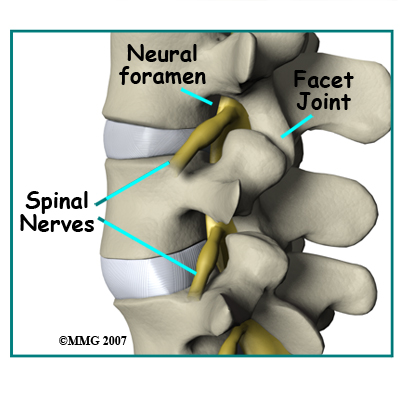 Neural
foramen
Facet
Joint
Spinal
Nerves
©MMG 2007